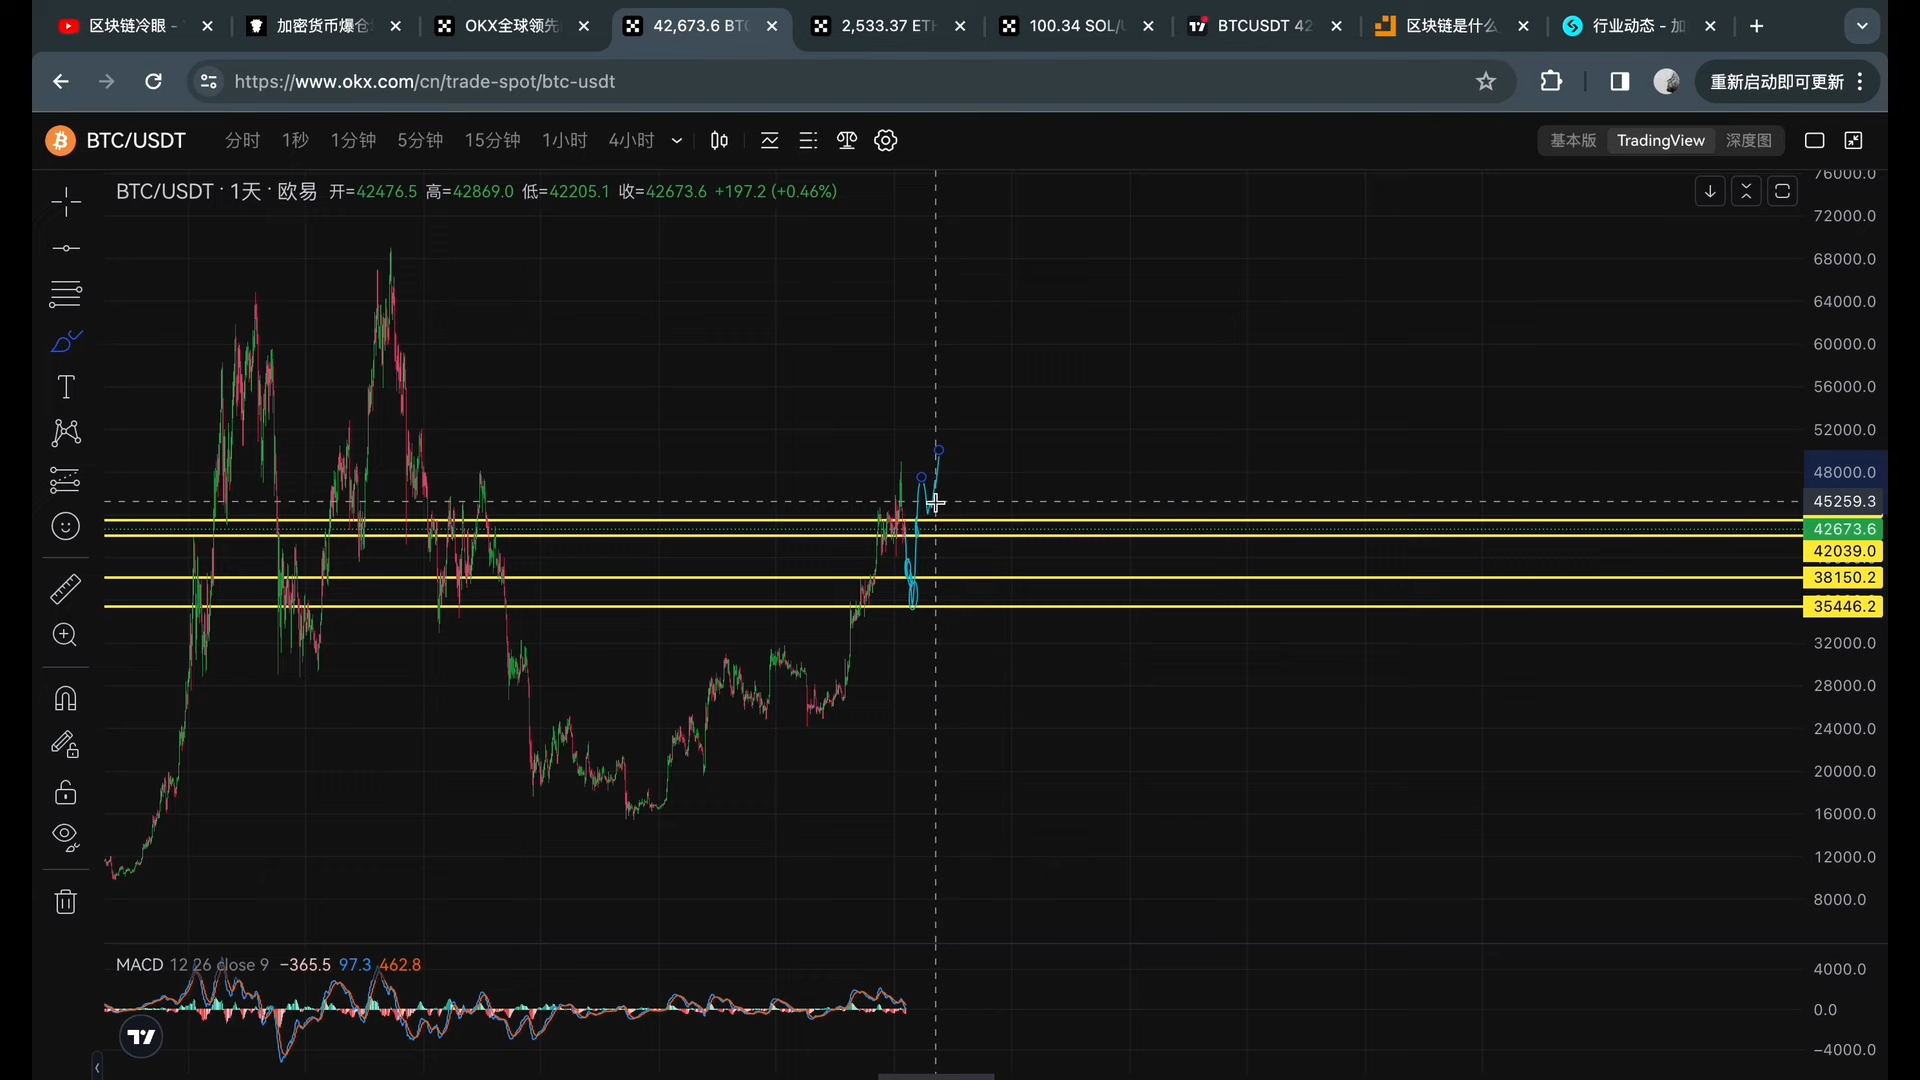 区块链冷眼 -
加密货币爆仓
OKX全球领先
42,673.6 BTC
2,533.37 ETH
100.34 SOL/U
BTCUSDT 42
区块链是什么
行业动态 - 加
https://www.okx.com/cn/trade-spot/btc-usdt
重新启动即可更新
BTC/USDT 分时 1秒 1分钟 5分钟 15分钟 1小时 4小时
基本版 TradingView 深度图
BTC/USDT · 1天 · 欧易 开=42476.5 高=42869.0 低=42205.1 收=42673.6 +197.2 (+0.46%)
76000.0
72000.0
68000.0
64000.0
60000.0
56000.0
52000.0
48000.0
45259.3
42673.6
42039.0
38150.2
35446.2
32000.0
28000.0
24000.0
20000.0
16000.0
12000.0
8000.0
MACD 12 26 close 9 −365.5 97.3 462.8
4000.0
0.0
−4000.0